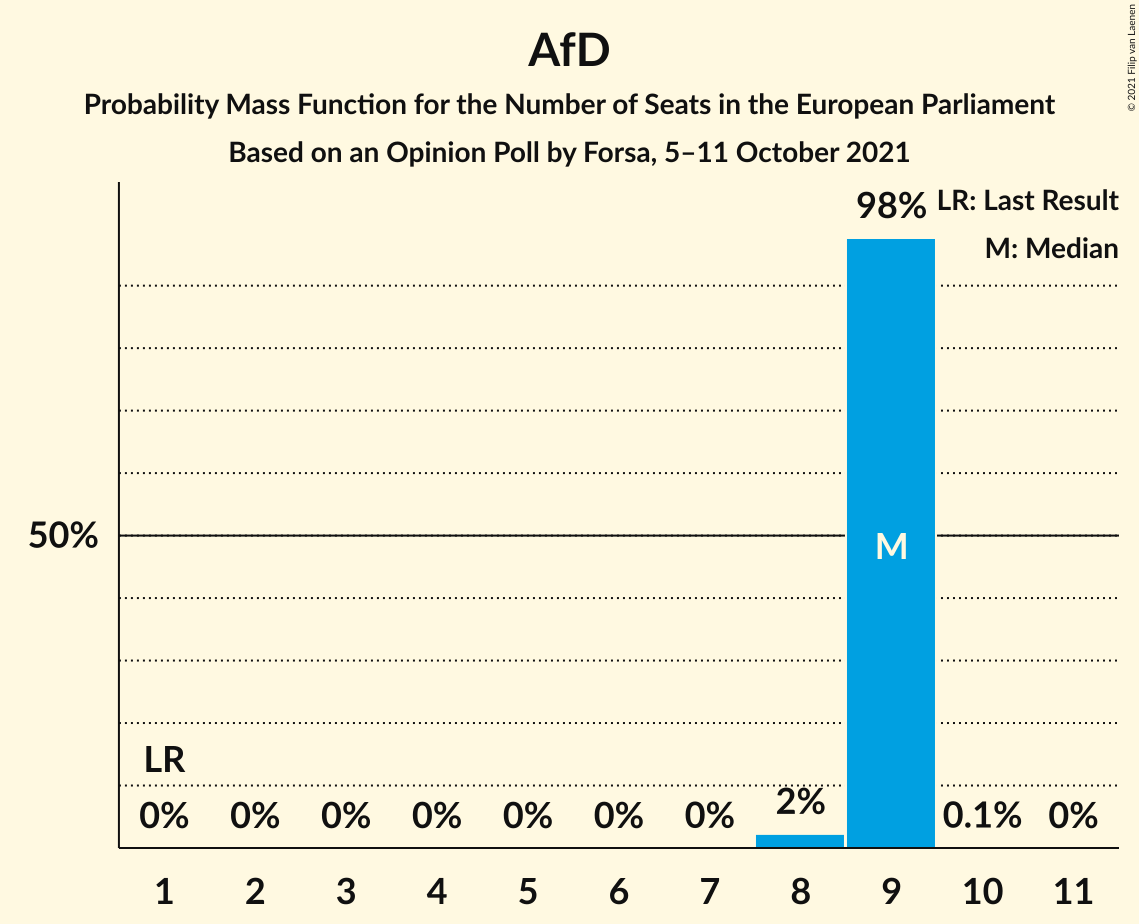 AfD
Probability Mass Function for the Number of Seats in the European Parliament
Based on an Opinion Poll by Forsa, 5–11 October 2021
© 2021 Filip van Laenen
98%
LR: Last Result
M: Median
50%
M
LR
0%
0%
0%
0%
0%
0%
0%
2%
0.1%
0%
1
2
3
4
5
6
7
8
9
10
11